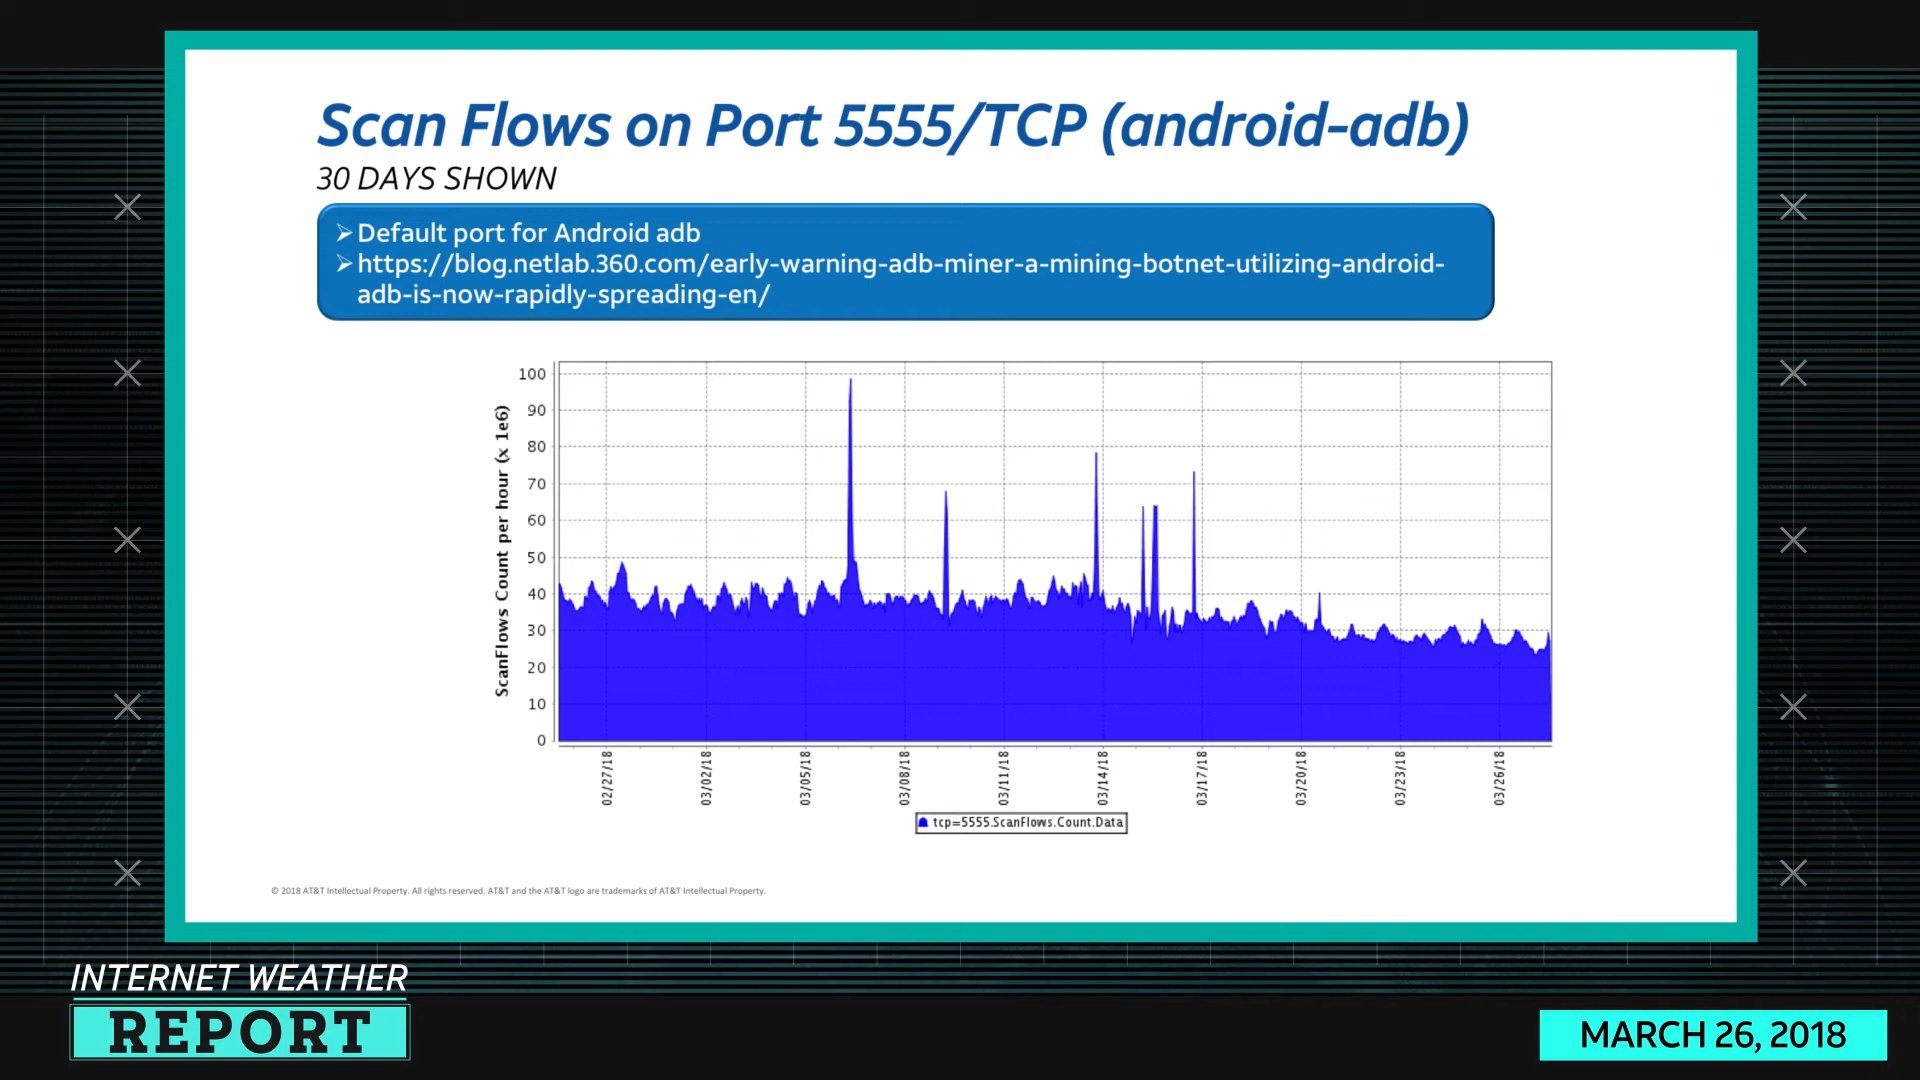 Scan Flows on Port 5555/TCP (android-adb)
30 DAYS SHOWN
➢Default port for Android adb
➢https://blog.netlab.360.com/early-warning-adb-miner-a-mining-botnet-utilizing-android-
adb-is-now-rapidly-spreading-en/
ScanFlows Count per hour (x 1e6)
100
90
80
70
60
50
40
30
20
10
0
02/27/18
03/02/18
03/05/18
03/08/18
03/11/18
03/14/18
03/17/18
03/20/18
03/23/18
03/26/18
tcp=5555.ScanFlows.Count.Data
© 2018 AT&T Intellectual Property. All rights reserved. AT&T and the AT&T logo are trademarks of AT&T Intellectual Property.
INTERNET WEATHER
REPORT
MARCH 26, 2018